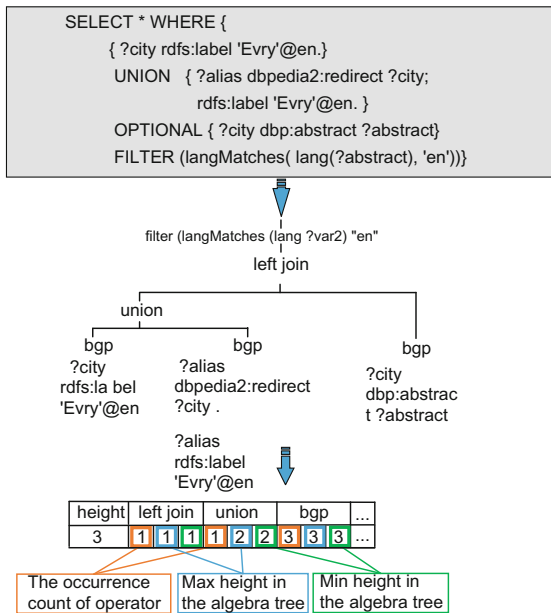 SELECT * WHERE {
{ ?city rdfs:label 'Evry'@en.}
UNION { ?alias dbpedia2:redirect ?city;
rdfs:label 'Evry'@en. }
OPTIONAL { ?city dbp:abstract ?abstract}
FILTER (langMatches( lang(?abstract), 'en'))}
filter (langMatches (lang ?var2) "en"
left join
union
bgp
?city
rdfs:la bel
'Evry'@en
bgp
?alias
dbpedia2:redirect
?city .
?alias
rdfs:label
'Evry'@en
bgp
?city
dbp:abstrac
t ?abstract
height left join union bgp ...
3 1 1 1 1 2 2 3 3 3 ...
The occurrence
count of operator
Max height in
the algebra tree
Min height in
the algebra tree